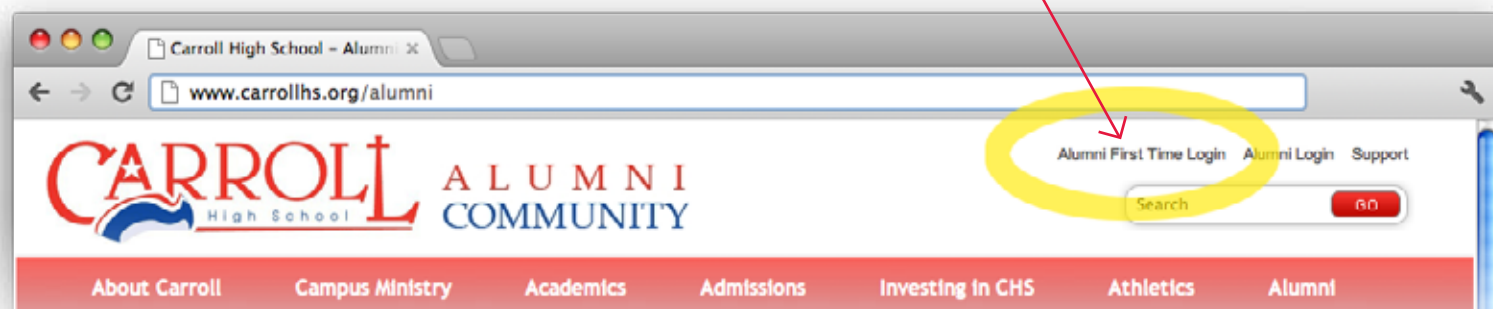 Carroll High School – Alumni
www.carrollhs.org/alumni
Alumni First Time Login Alumni Login Support
CARROLL
High School
ALUMNI
COMMUNITY
Search GO
About Carroll Campus Ministry Academics Admissions Investing in CHS Athletics Alumni